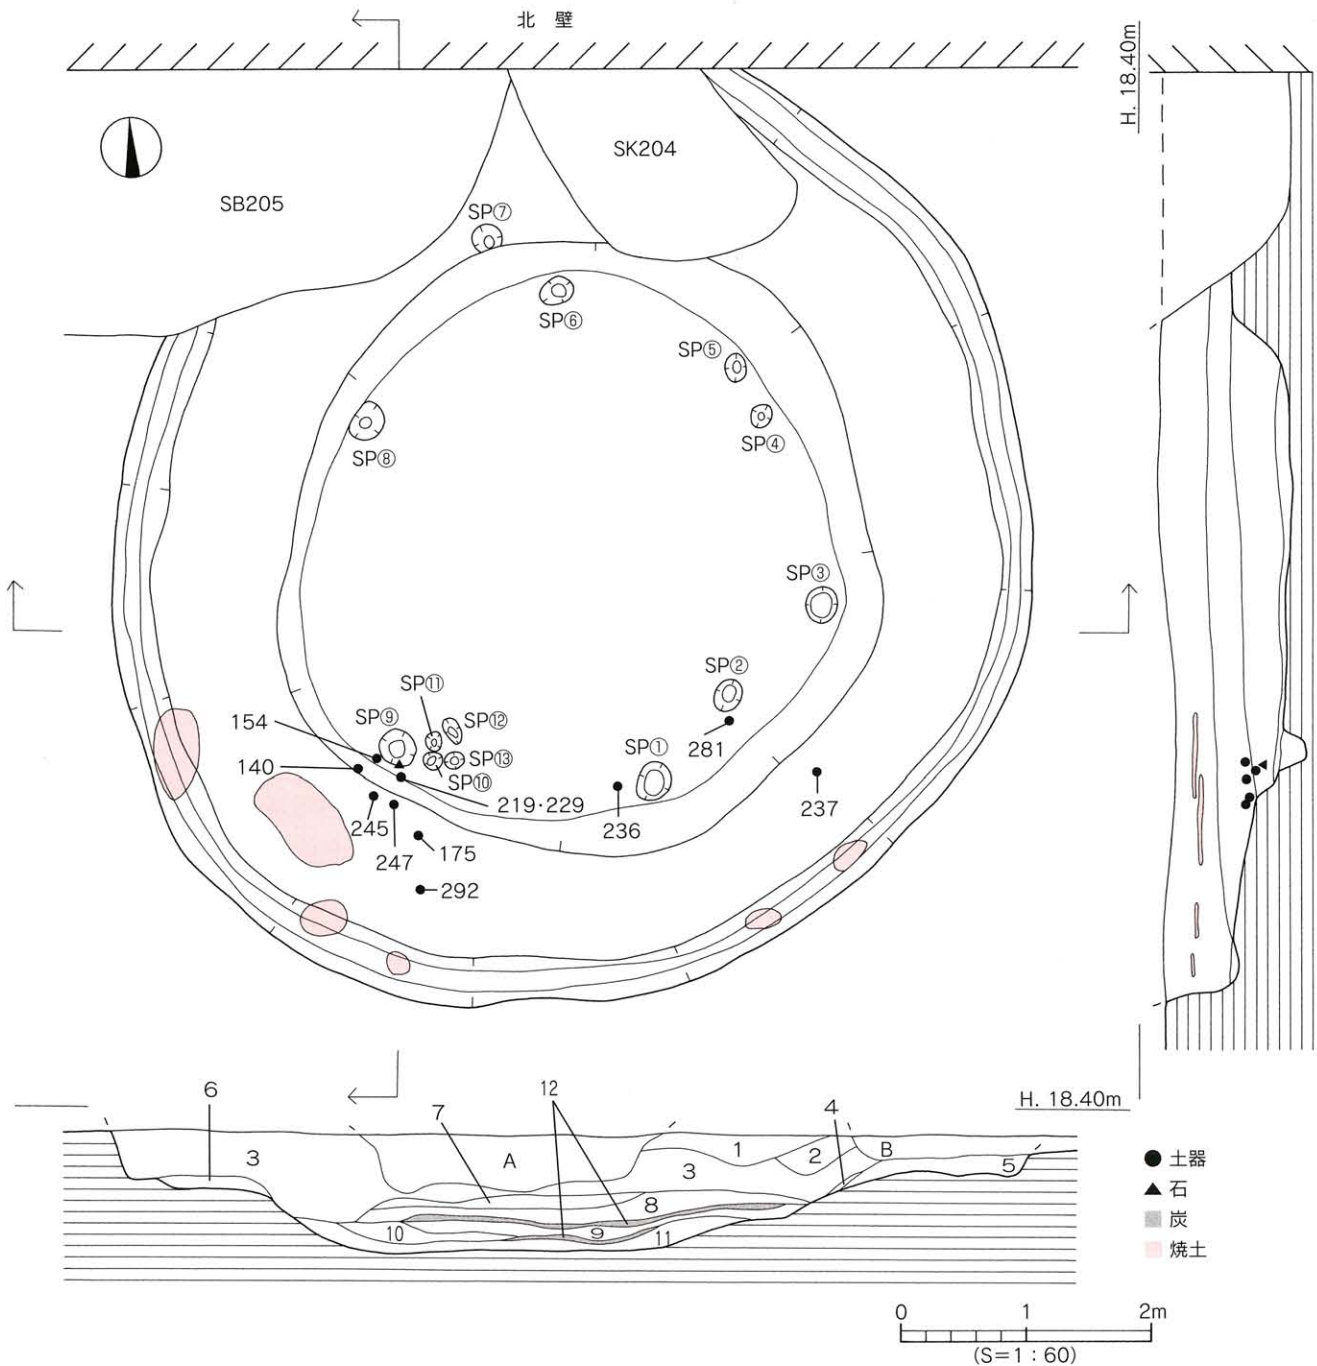 北 壁
H. 18.40m
SK204
SB205
SP⑦
SP⑥
SP⑤
SP④
SP⑧
SP③
SP②
SP⑪
SP⑨
SP⑫
154
SP①
281
140
SP⑬
SP⑩
219・229
237
245
236
247
175
292
6
12
H. 18.40m
7
4
3
A
1
2
B
3
5
8
10
9
11
● 土器
▲ 石
炭
焼土
0 1 2m
(S=1：60)